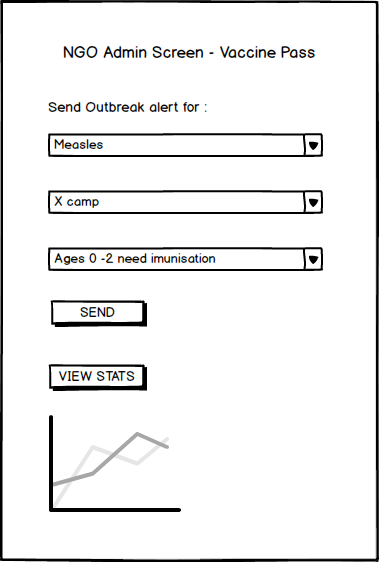 NGO Admin Screen - Vaccine Pass
Send Outbreak alert for :
Measles
X camp
Ages 0 -2 need imunisation
SEND
VIEW STATS